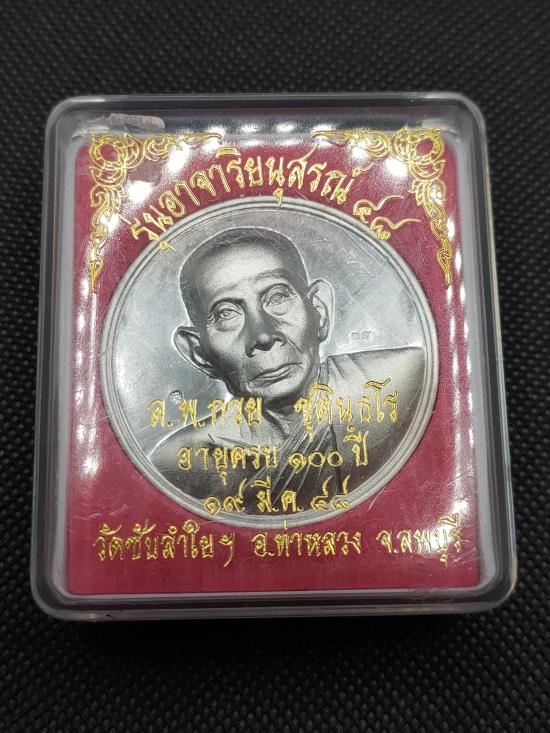 รุ่นอาจาริยนุสรณ์ ๔๘
ล.พ.กวย ชุตินฺธโร
อายุครบ ๑๐๐ ปี
๑๙ มี.ค. ๔๘
วัดซับลำใยฯ อ.ท่าหลวง จ.ลพบุรี